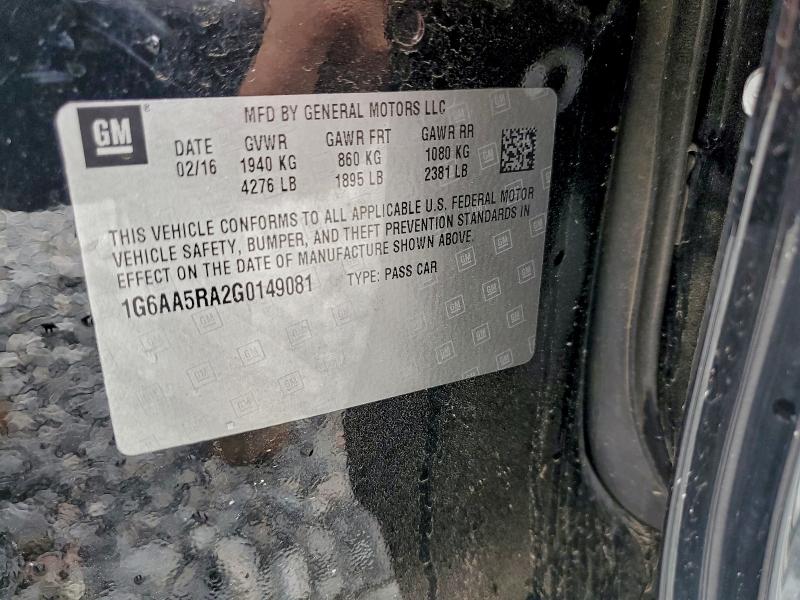 GM
MFD BY GENERAL MOTORS LLC
DATE GVWR GAWR FRT GAWR RR
02/16 1940 KG 860 KG 1080 KG
4276 LB 1895 LB 2381 LB
THIS VEHICLE CONFORMS TO ALL APPLICABLE U.S. FEDERAL MOTOR
VEHICLE SAFETY, BUMPER, AND THEFT PREVENTION STANDARDS IN
EFFECT ON THE DATE OF MANUFACTURE SHOWN ABOVE.
1G6AA5RA2G0149081 TYPE: PASS CAR